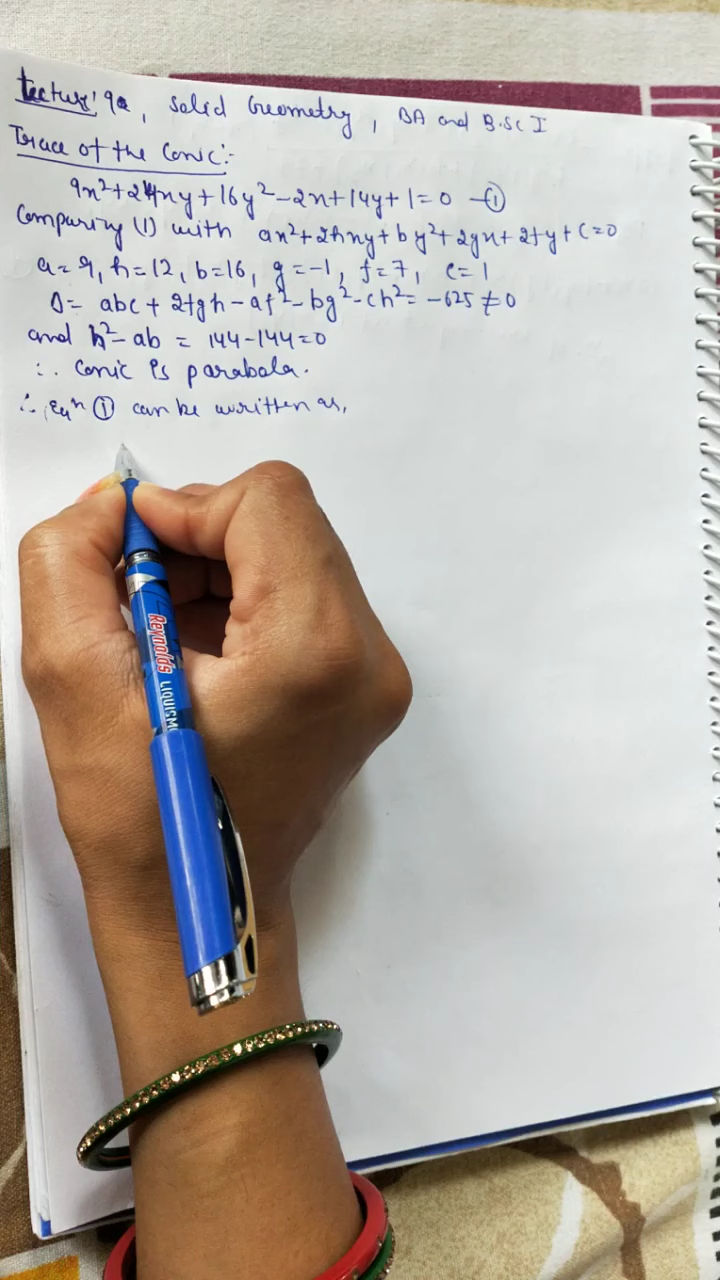 Lecture: 9a, Solid Geometry, BA and B.Sc I
Trace of the Conic:-
9x²+24xy+16y²-2x+14y+1=0 -①
Comparing (1) with ax²+2hxy+by²+2gx+2fy+c=0
a=9, h=12, b=16, g=-1, f=7, c=1
Δ= abc+2fgh-af²-bg²-ch²= -625≠0
and h²-ab = 144-144=0
∴ Conic is parabola.
∴ Eqⁿ ① can be written as,
Reynolds LIQUISM